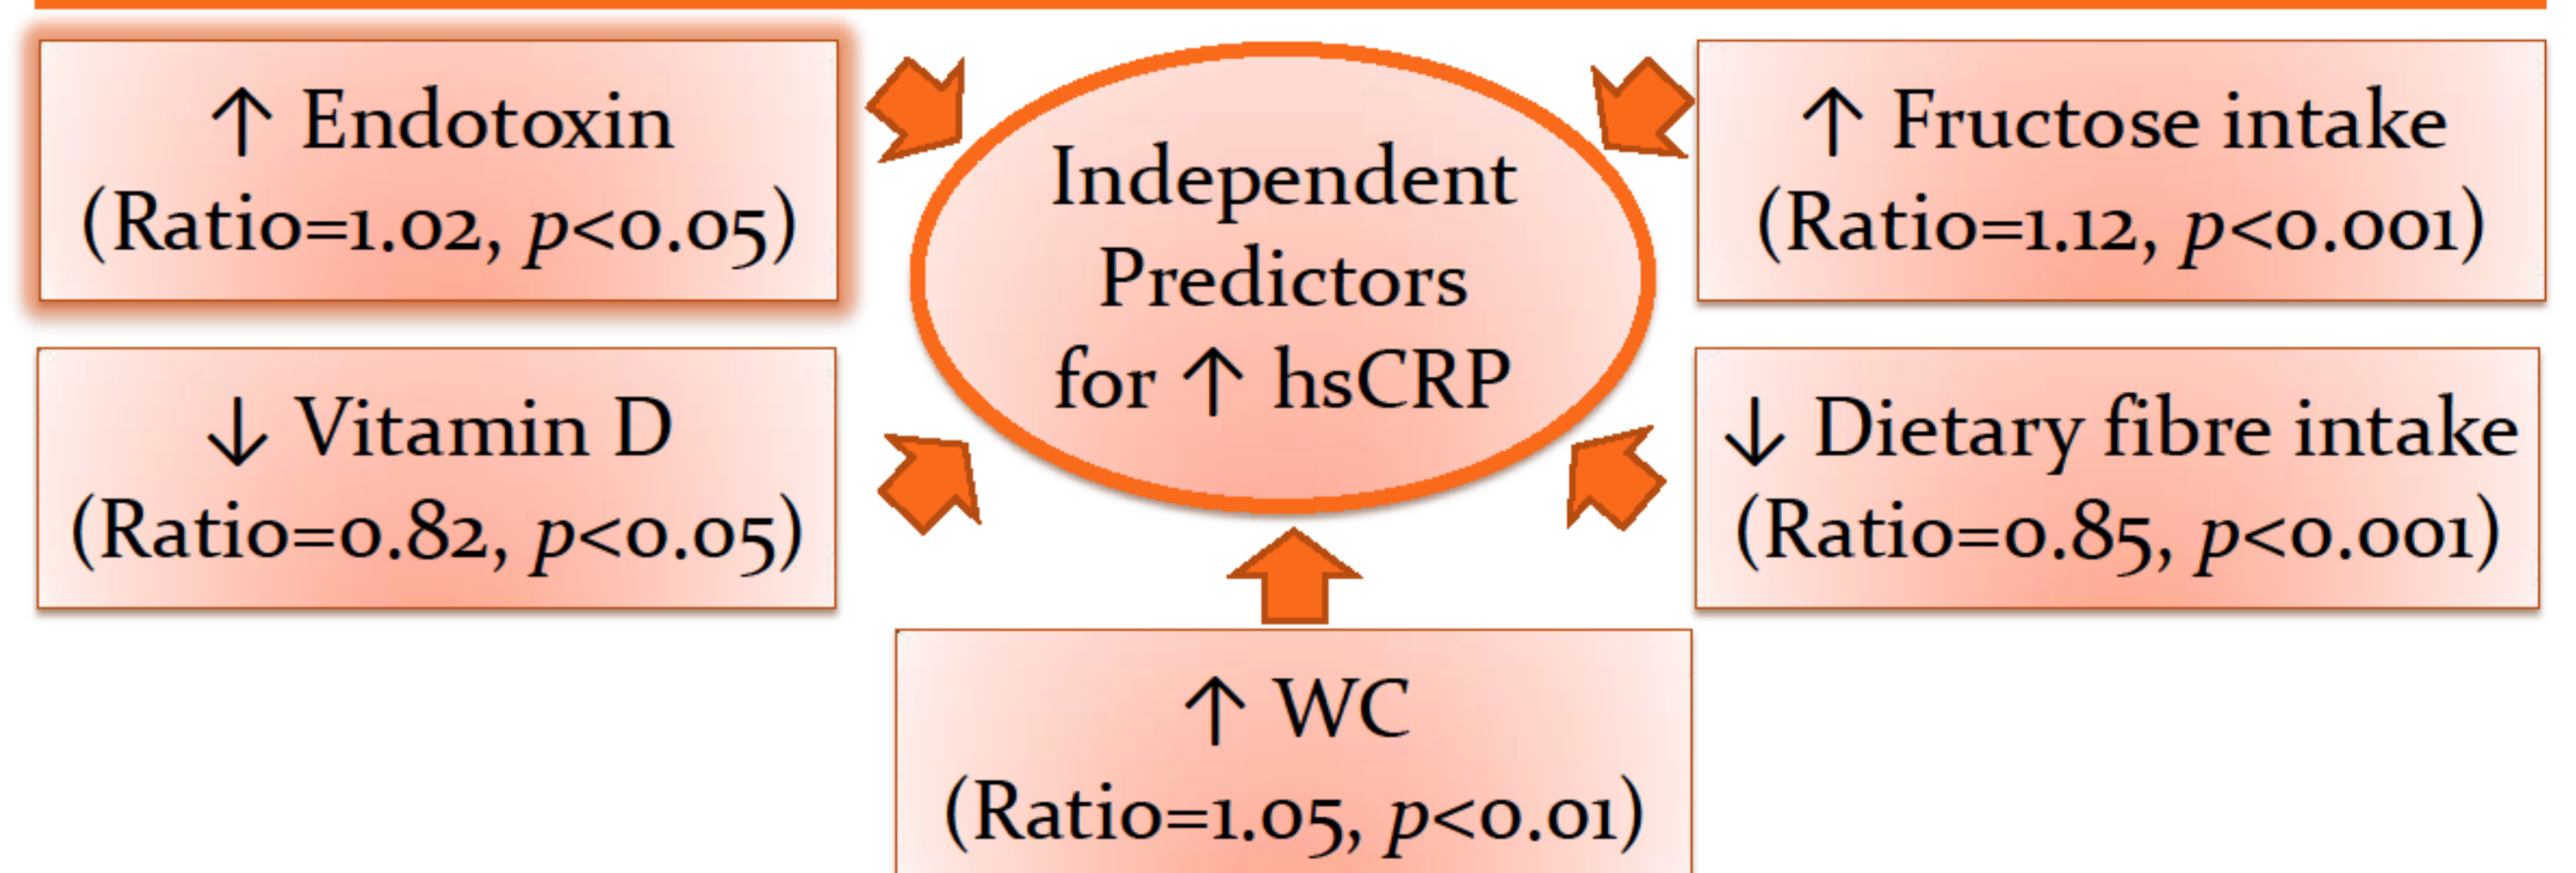 ↑ Endotoxin
(Ratio=1.02, p<0.05)
↓ Vitamin D
(Ratio=0.82, p<0.05)
Independent
Predictors
for ↑ hsCRP
↑ Fructose intake
(Ratio=1.12, p<0.001)
↓ Dietary fibre intake
(Ratio=0.85, p<0.001)
↑ WC
(Ratio=1.05, p<0.01)